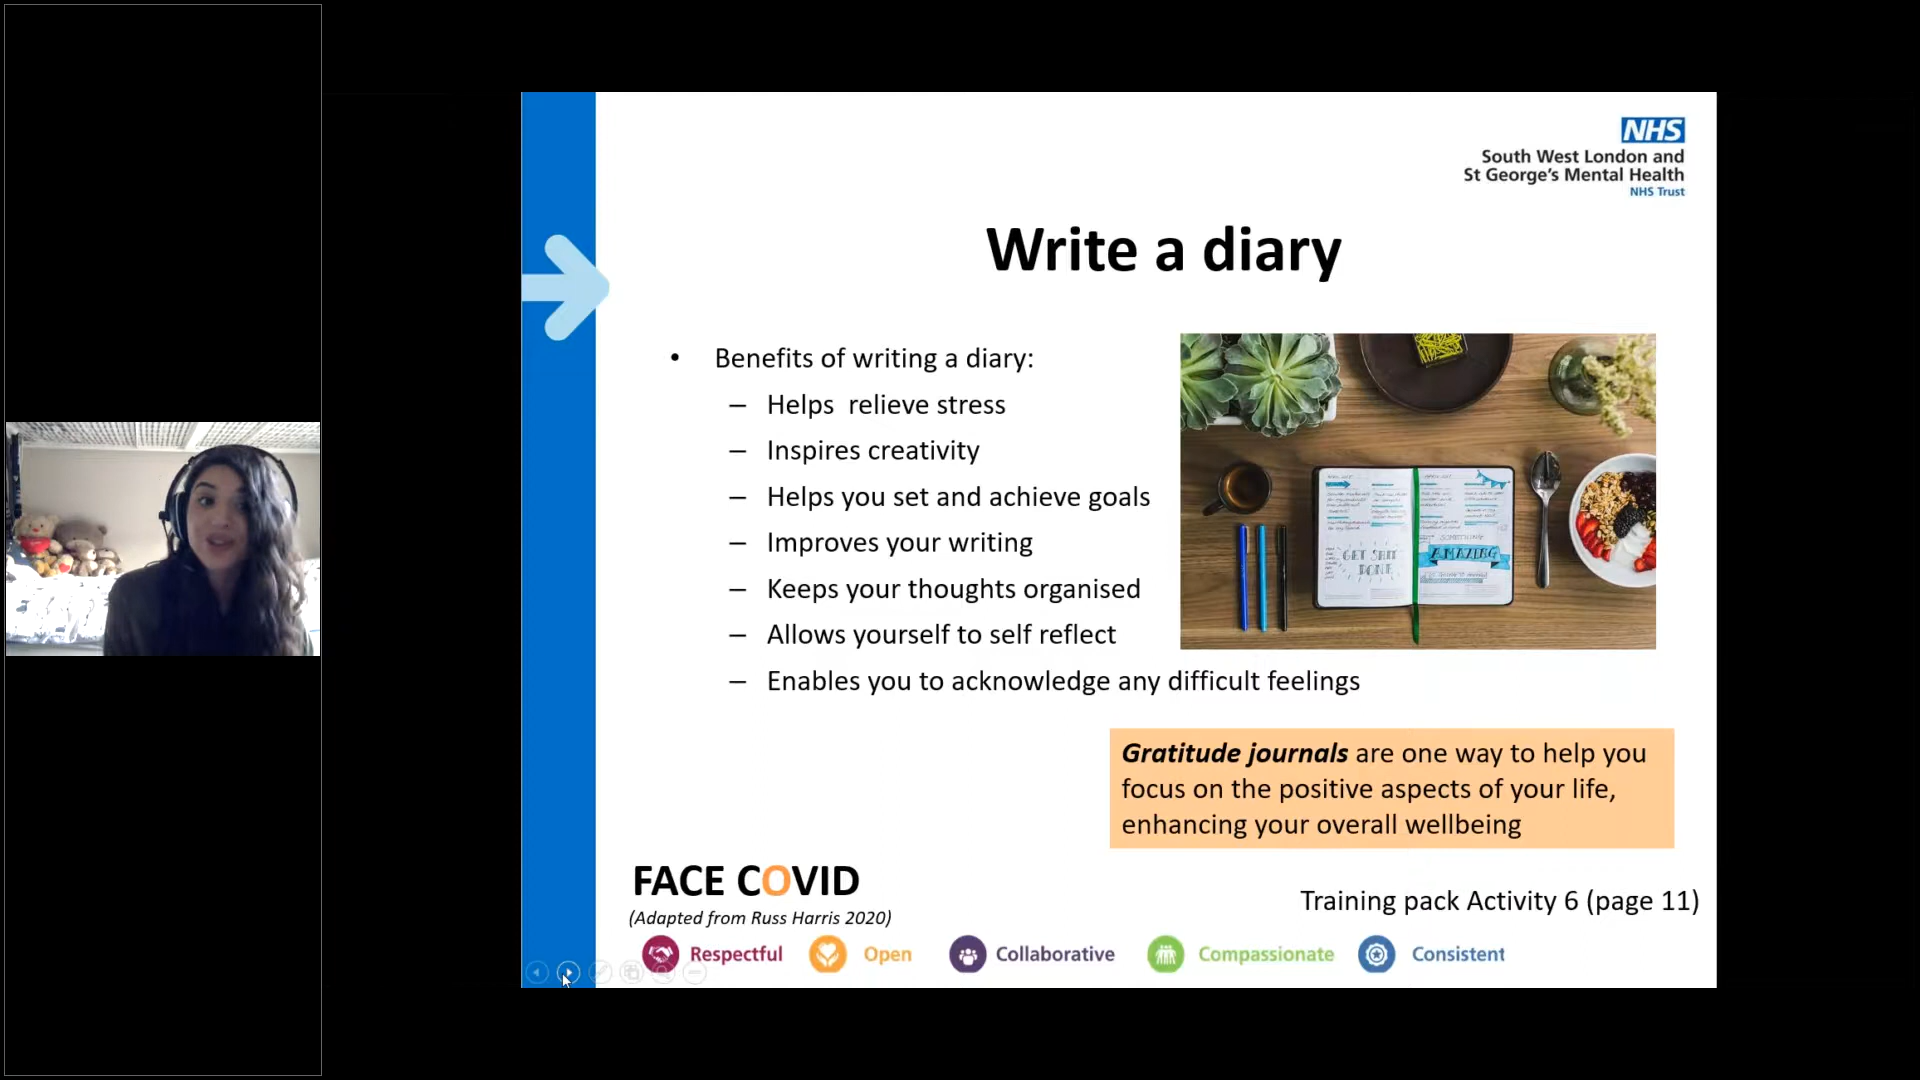 NHS
South West London and
St George's Mental Health
NHS Trust
Write a diary
• Benefits of writing a diary:
– Helps  relieve stress
– Inspires creativity
– Helps you set and achieve goals
– Improves your writing
– Keeps your thoughts organised
– Allows yourself to self reflect
– Enables you to acknowledge any difficult feelings
SOMETHING
AMAZING
Gratitude journals are one way to help you
focus on the positive aspects of your life,
enhancing your overall wellbeing
FACE COVID
(Adapted from Russ Harris 2020)
Training pack Activity 6 (page 11)
Respectful
Open
Collaborative
Compassionate
Consistent